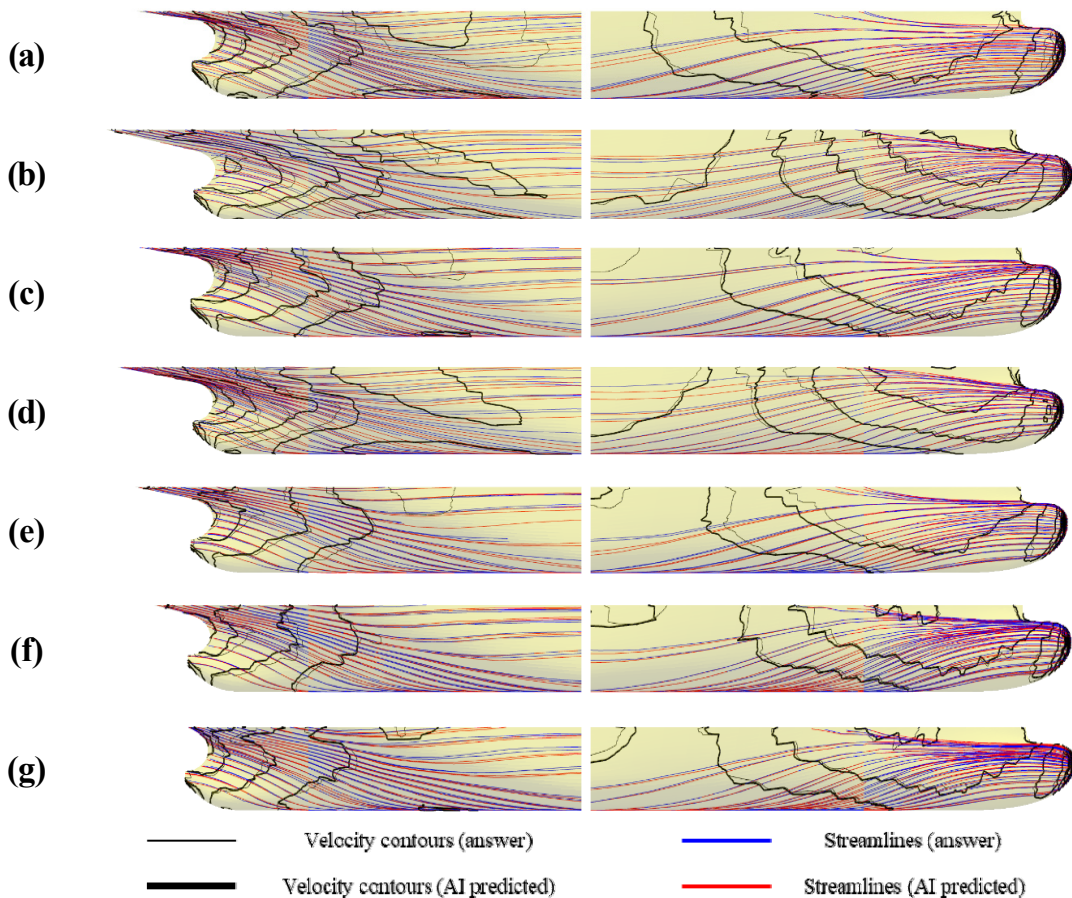 (a)
(b)
(c)
(d)
(e)
(f)
(g)
Velocity contours (answer)
Streamlines (answer)
Velocity contours (AI predicted)
Streamlines (AI predicted)